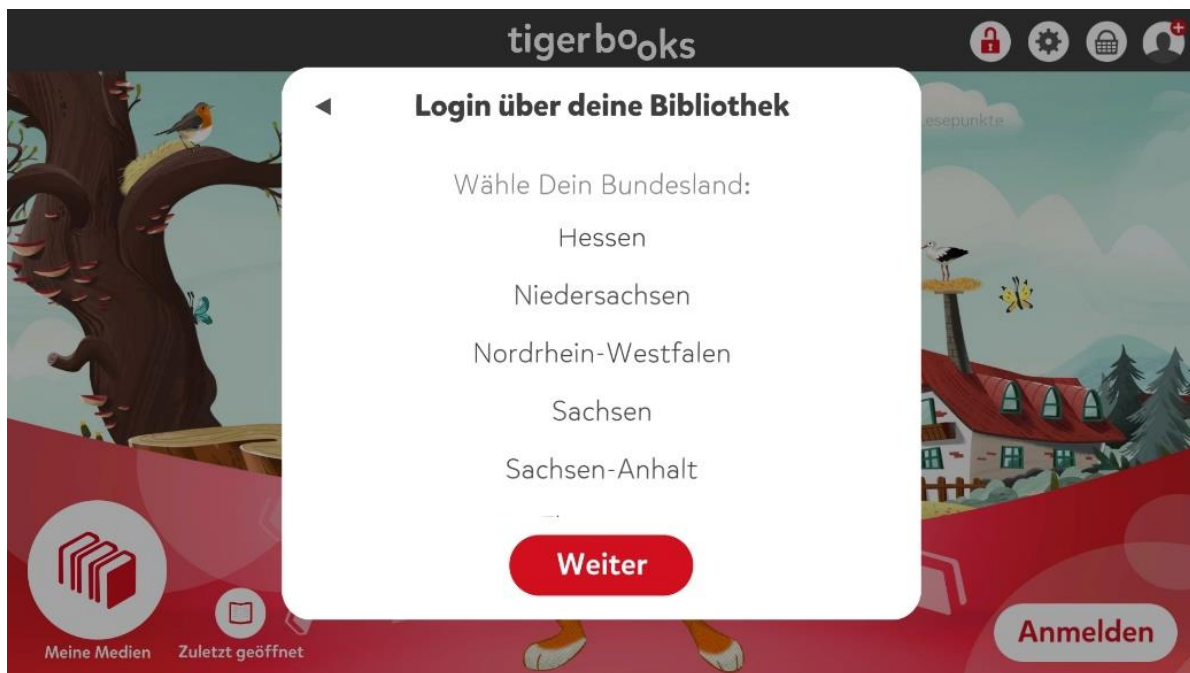 tigerbooks
Login über deine Bibliothek
Lesepunkte
Wähle Dein Bundesland:
Hessen
Niedersachsen
Nordrhein-Westfalen
Sachsen
Sachsen-Anhalt
Weiter
Meine Medien
Zuletzt geöffnet
Anmelden